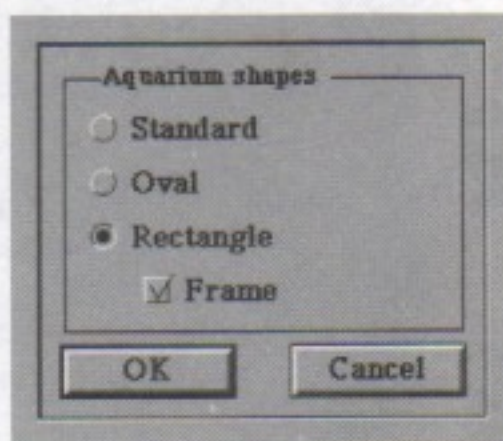 Aquarium shapes
Standard
Oval
Rectangle
Frame
OK
Cancel